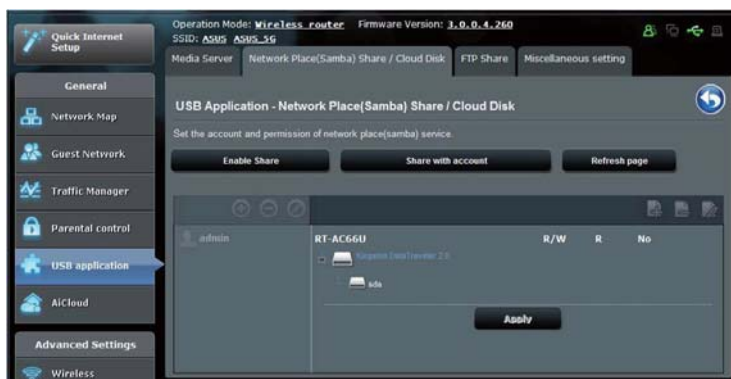 Quick Internet
Setup
General
Network Map
Guest Network
Traffic Manager
Parental control
USB application
AiCloud
Advanced Settings
Wireless
Operation Mode: Wireless router Firmware Version: 3.0.0.4.260
SSID: ASUS ASUS_5G
Media Server Network Place(Samba) Share / Cloud Disk FTP Share Miscellaneous setting
USB Application - Network Place(Samba) Share / Cloud Disk
Set the account and permission of network place(samba) service.
Enable Share Share with account Refresh page
admin
RT-AC66U R/W R No
Kingston DataTraveler 2.0
sda
Apply